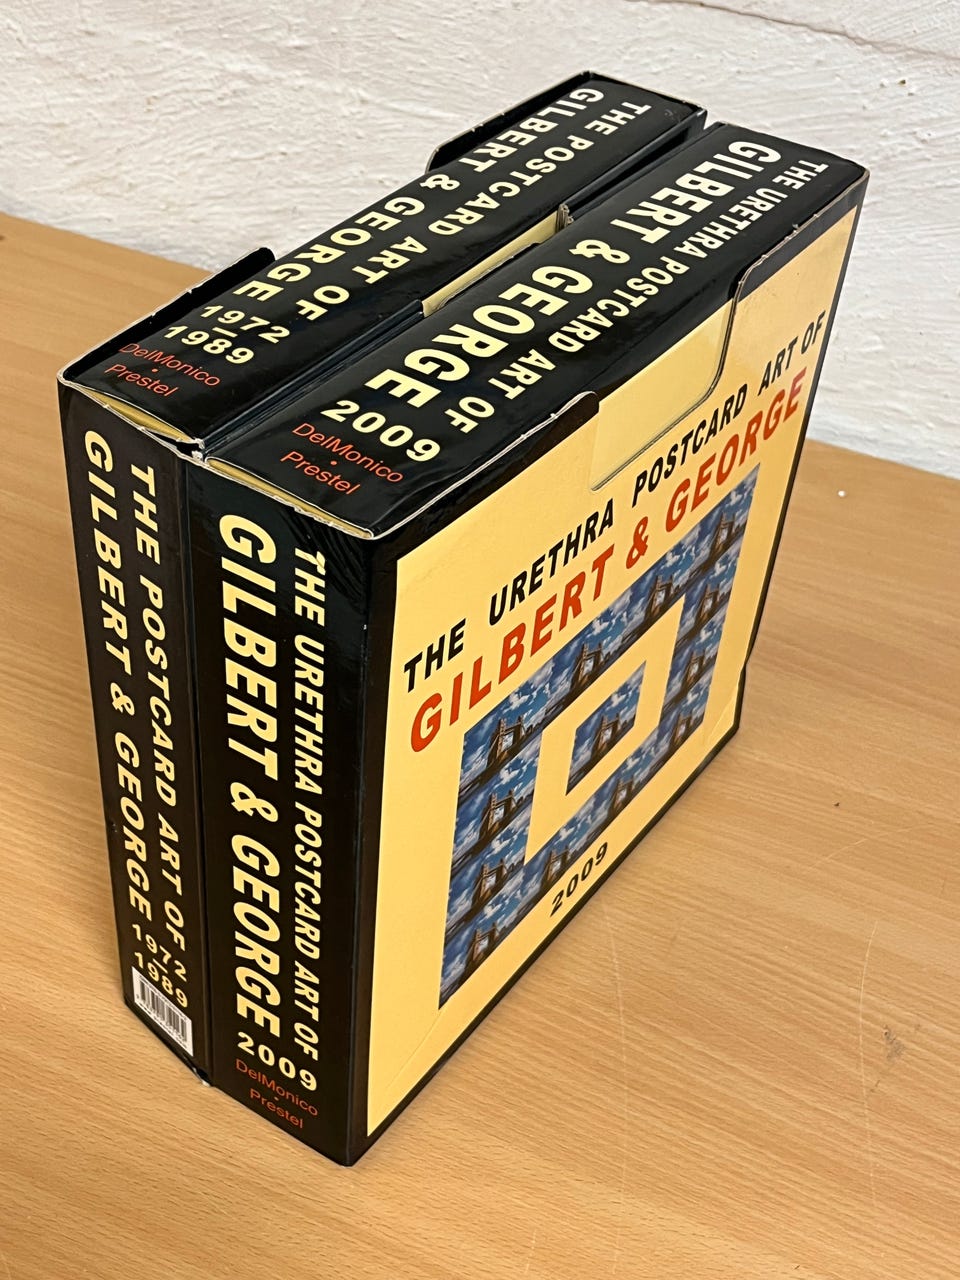 THE POSTCARD ART OF
GILBERT & GEORGE
1972
–
1989
DelMonico
•
Prestel
THE URETHRA POSTCARD ART OF
GILBERT & GEORGE
2009
DelMonico
•
Prestel
THE POSTCARD ART OF
GILBERT & GEORGE
1972
–
1989
THE URETHRA POSTCARD ART OF
GILBERT & GEORGE
2009
DelMonico
•
Prestel
THE URETHRA POSTCARD ART OF
GILBERT & GEORGE
2009